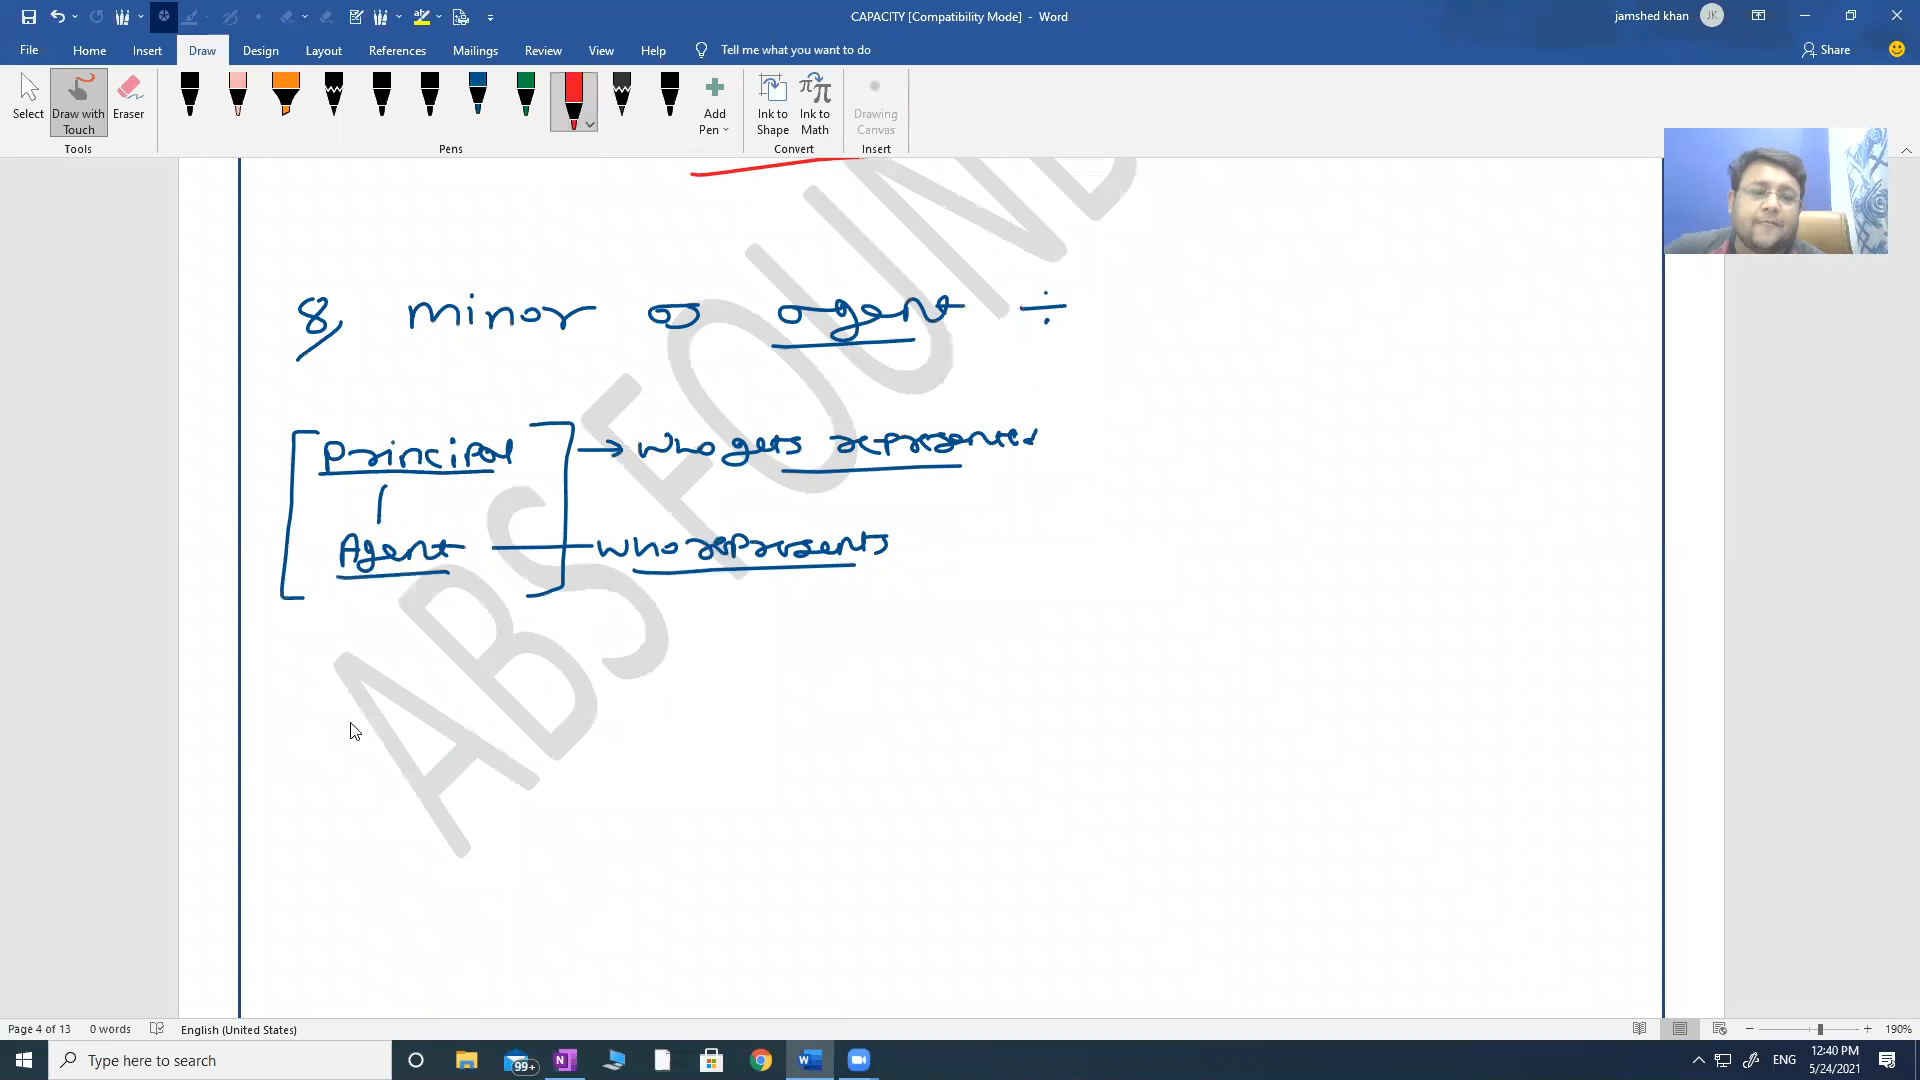 CAPACITY [Compatibility Mode] - Word
jamshed khan JK
File Home Insert Draw Design Layout References Mailings Review View Help Tell me what you want to do Share
Select Draw with Touch Eraser Add Pen Ink to Shape Ink to Math Drawing Canvas
Tools Pens Convert Insert
8, minor as agent ÷
Principal → who gets represented
Agent — who represents
ABS FOUND
Page 4 of 13 0 words English (United States) 190%
Type here to search 99+ ENG 12:40 PM
5/24/2021